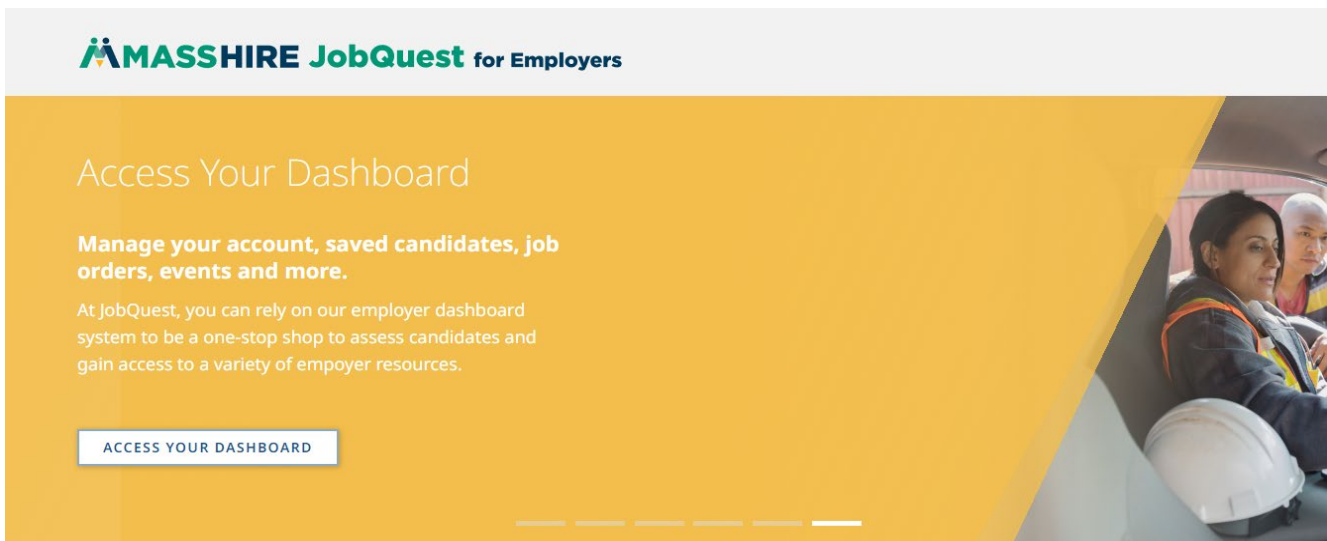 MASSHIRE JobQuest for Employers
Access Your Dashboard
Manage your account, saved candidates, job
orders, events and more.
At JobQuest, you can rely on our employer dashboard
system to be a one-stop shop to assess candidates and
gain access to a variety of empoyer resources.
ACCESS YOUR DASHBOARD